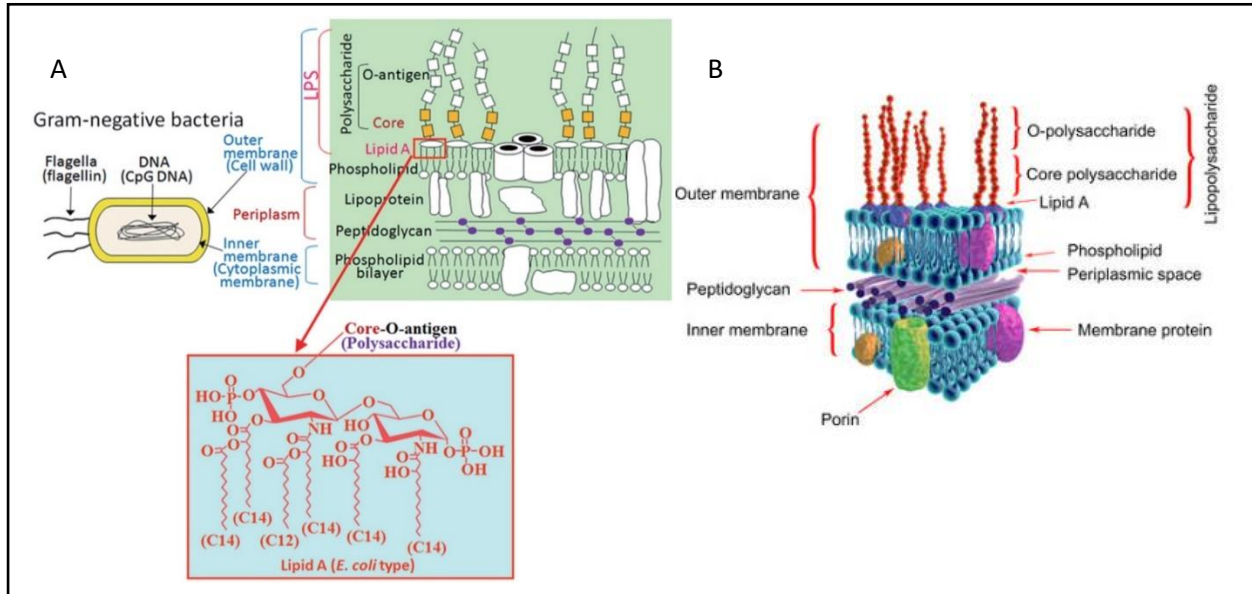 A
Gram-negative bacteria
Flagella
(flagellin)
DNA
(CpG DNA)
Outer
membrane
(Cell wall)
Periplasm
Inner
membrane
(Cytoplasmic
membrane)
LPS
Polysaccharide
O-antigen
Core
Lipid A
Phospholipid
Lipoprotein
Peptidoglycan
Phospholipid
bilayer
Core-O-antigen
(Polysaccharide)
O
HO-P-O
O
HO
O
O
O
O
O
NH
O
O
O
O
HO
O
O
O
HO
NH
O
HO
O
O-P-OH
O
OH
(C14)
(C14)
(C12)
(C14)
(C14)
(C14)
Lipid A (E. coli type)
B
Outer membrane
O-polysaccharide
Core polysaccharide
Lipid A
Lipopolysaccharide
Phospholipid
Periplasmic space
Peptidoglycan
Inner membrane
Membrane protein
Porin